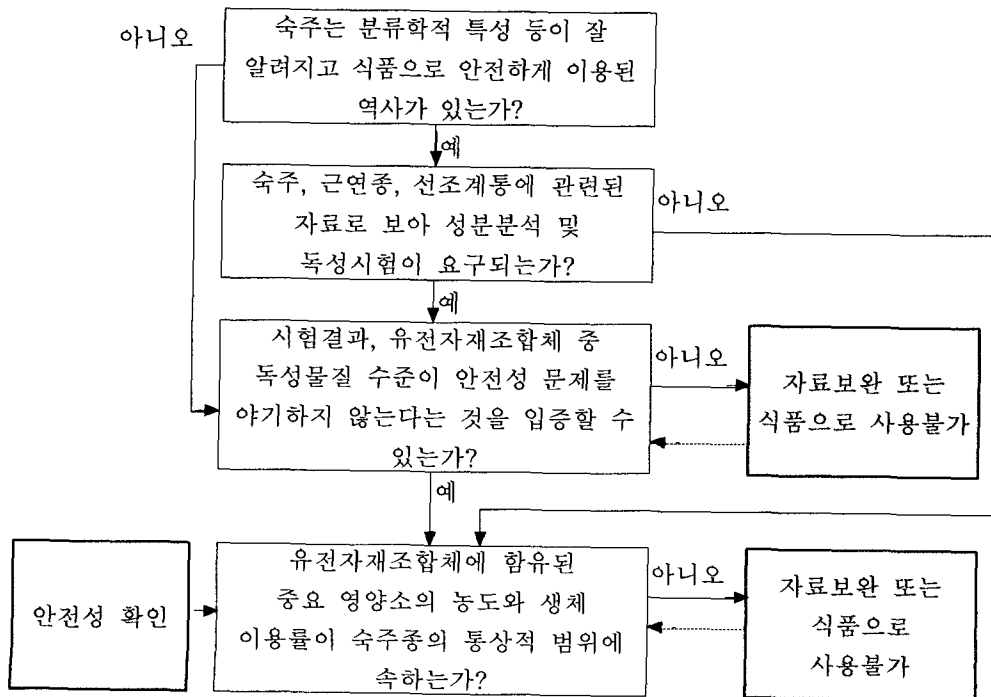 아니오
숙주는 분류학적 특성 등이 잘
알려지고 식품으로 안전하게 이용된
역사가 있는가?
예
숙주, 근연종, 선조계통에 관련된
자료로 보아 성분분석 및
독성시험이 요구되는가?
아니오
예
시험결과, 유전자재조합체 중
독성물질 수준이 안전성 문제를
야기하지 않는다는 것을 입증할 수
있는가?
아니오
자료보완 또는
식품으로 사용불가
예
안전성 확인
유전자재조합체에 함유된
중요 영양소의 농도와 생체
이용률이 숙주종의 통상적 범위에
속하는가?
아니오
자료보완 또는
식품으로
사용불가